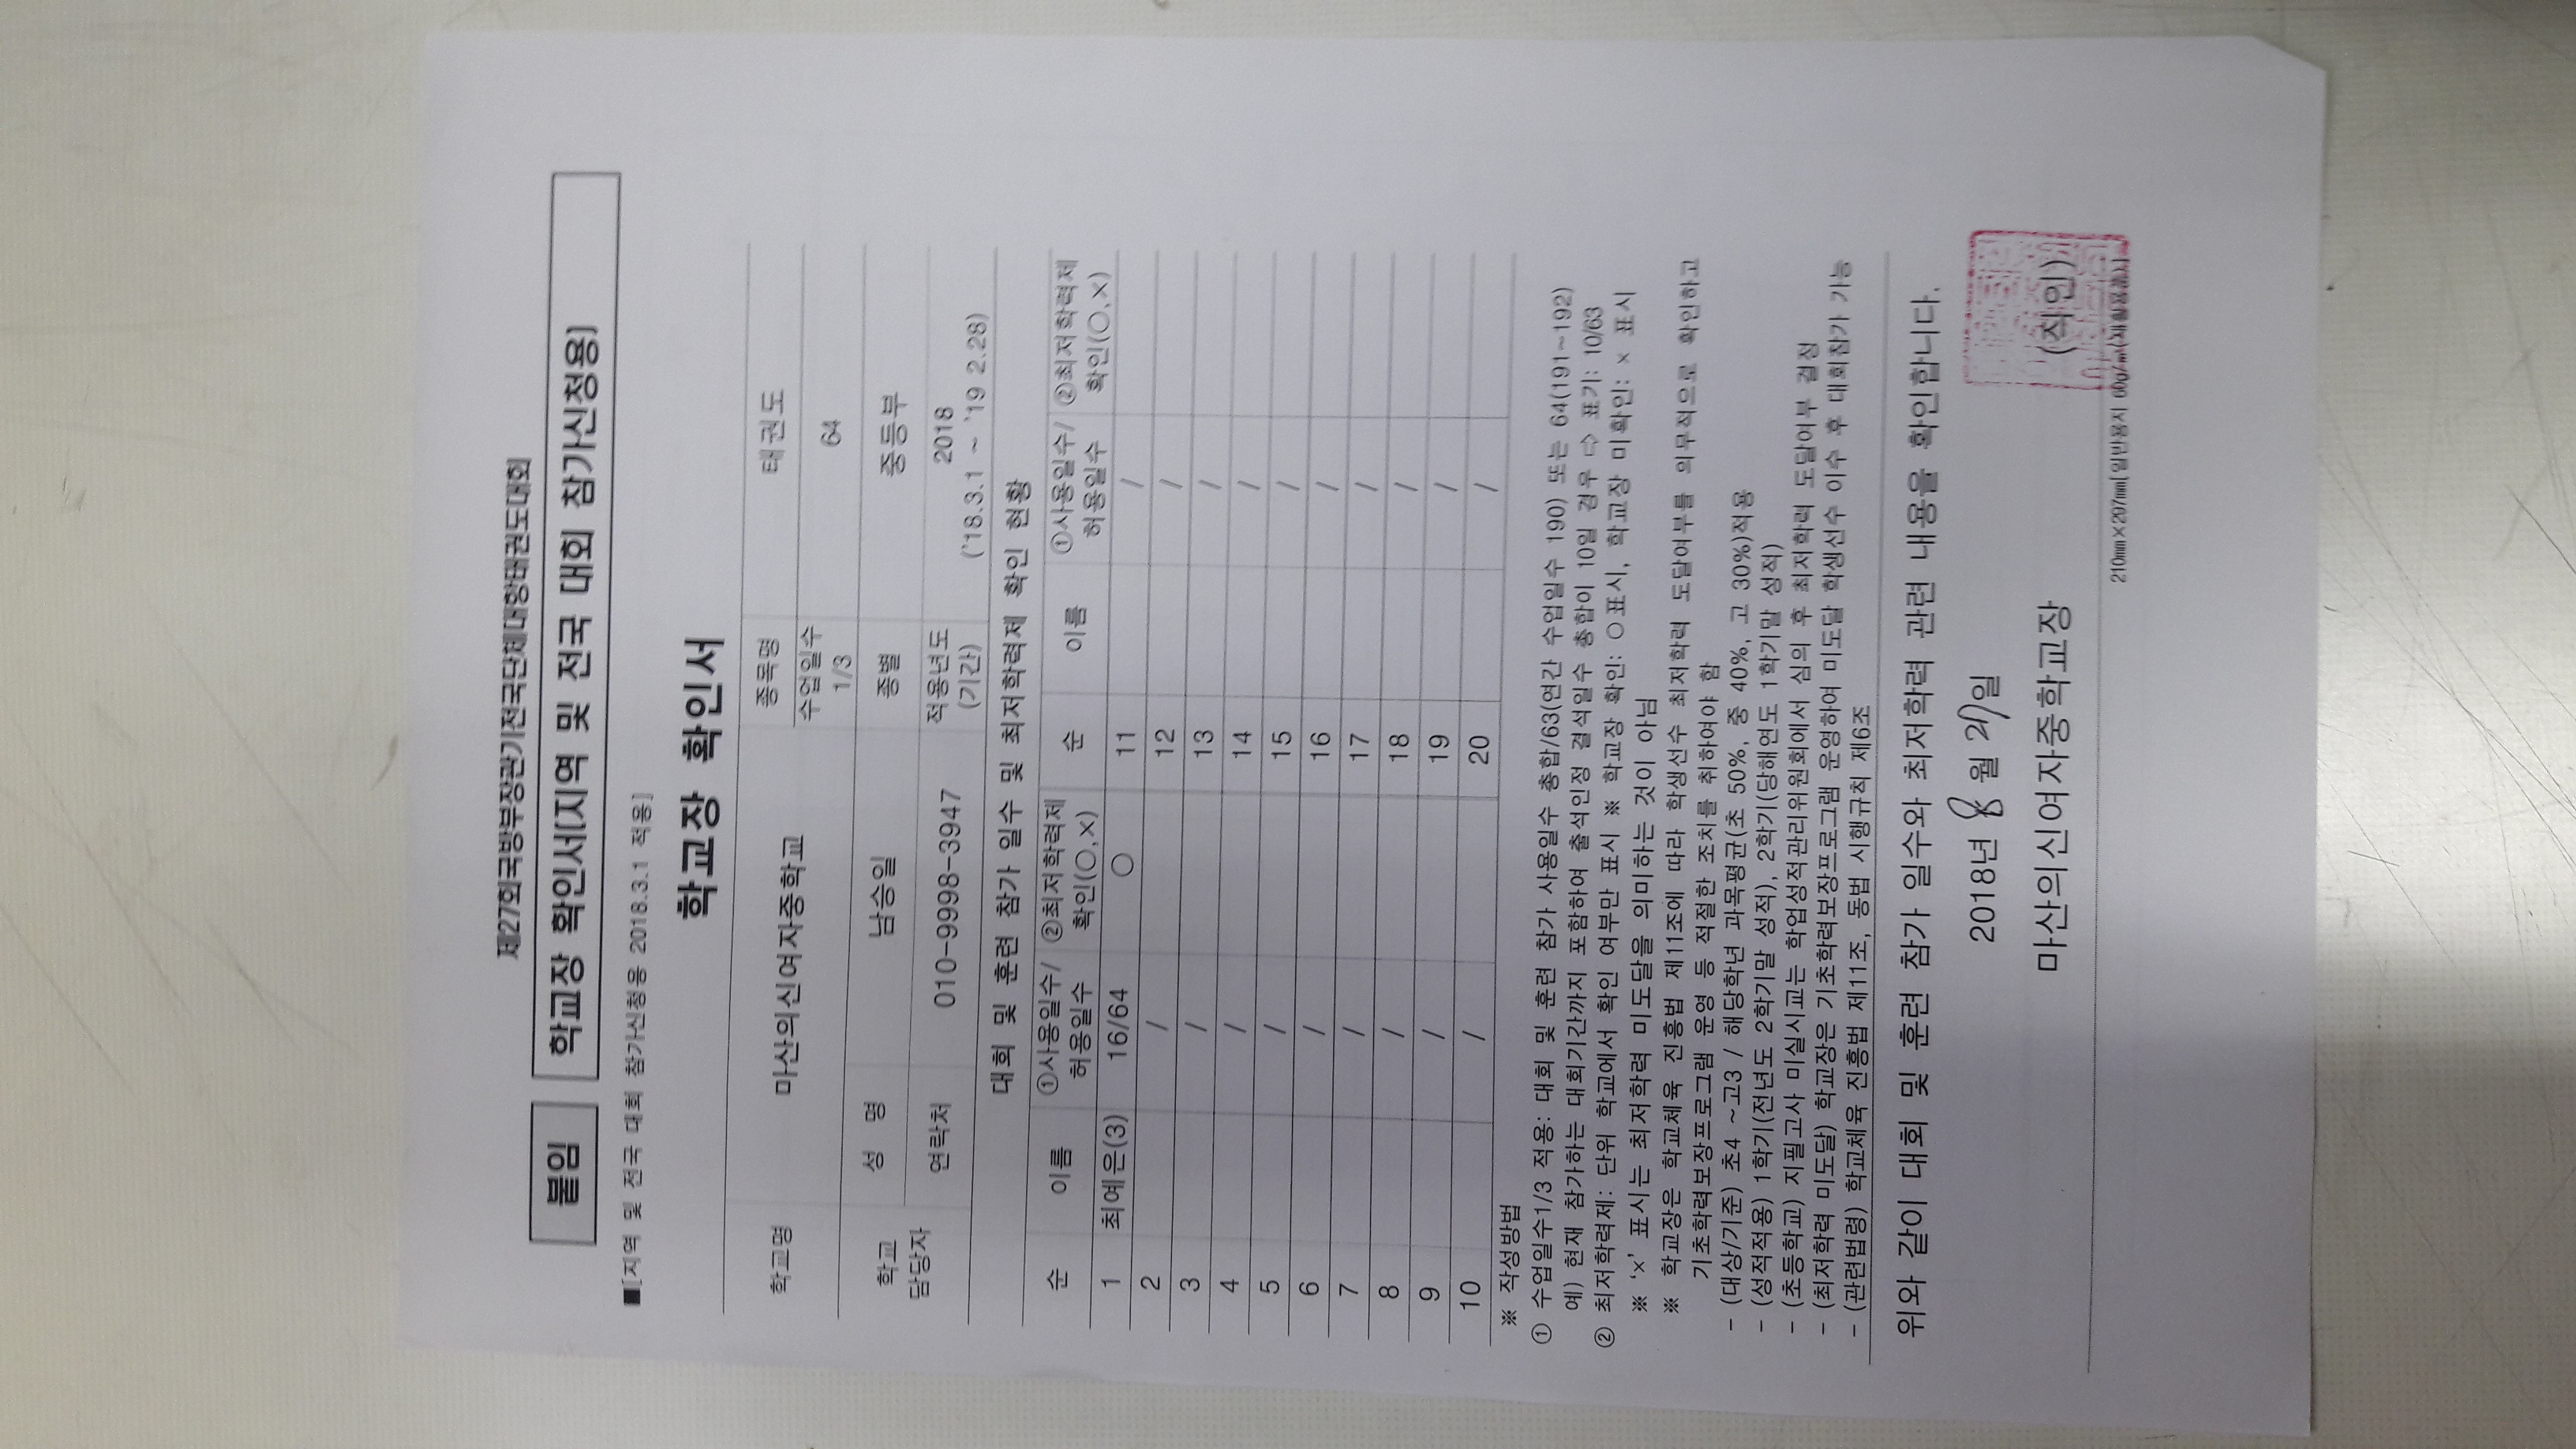 제27회국방부장관기전국단체대항태권도대회
붙임 학교장 확인서[지역 및 전국 대회 참가신청용]
■[지역 및 전국 대회 참가신청용 2018.3.1 적용]
학교장 확인서
학교명 마산의신여자중학교 종목명 태권도
수업일수 1/3 64
학교 담당자 성 명 남승일 종별 중등부
연락처 010-9998-3947 적용년도 (기간) 2018 ('18.3.1 ~ '19 2.28)
대회 및 훈련 참가 일수 및 최저학력제 확인 현황
순 이름 ①사용일수/허용일수 ②최저학력제 확인(○,×) 순 이름 ①사용일수/허용일수 ②최저학력제 확인(○,×)
1 최예은(3) 16/64 ○ 11 /
2 / 12 /
3 / 13 /
4 / 14 /
5 / 15 /
6 / 16 /
7 / 17 /
8 / 18 /
9 / 19 /
10 / 20 /
※ 작성방법
① 수업일수1/3 적용: 대회 및 훈련 참가 사용일수 총합/63(연간 수업일수 190) 또는 64(191~192)
예) 현재 참가하는 대회기간까지 포함하여 출석인정 결석일수 총합이 10일 경우 ⇨ 표기: 10/63
② 최저학력제: 단위 학교에서 확인 여부만 표시 ※ 학교장 확인: ○표시, 학교장 미확인: × 표시
※ '×' 표시는 최저학력 미도달을 의미하는 것이 아님
※ 학교장은 학교체육 진흥법 제11조에 따라 학생선수 최저학력 도달여부를 의무적으로 확인하고
기초학력보장프로그램 운영 등 적절한 조치를 취하여야 함
- (대상/기준) 초4 ~고3 / 해당학년 과목평균(초 50%, 중 40%, 고 30%)적용
- (성적적용) 1학기(전년도 2학기말 성적), 2학기(당해연도 1학기말 성적)
- (초등학교) 지필고사 미실시교는 학업성적관리위원회에서 심의 후 최저학력 도달여부 결정
- (최저학력 미도달) 학교장은 기초학력보장프로그램 운영하여 미도달 학생선수 이수 후 대회참가 가능
- (관련법령) 학교체육 진흥법 제11조, 동법 시행규칙 제6조
위와 같이 대회 및 훈련 참가 일수와 최저학력 관련 내용을 확인합니다.
2018년 8월 21일
마산의신여자중학교장 (직인)
210㎜×297㎜[일반용지 60g/㎡(재활용품)]